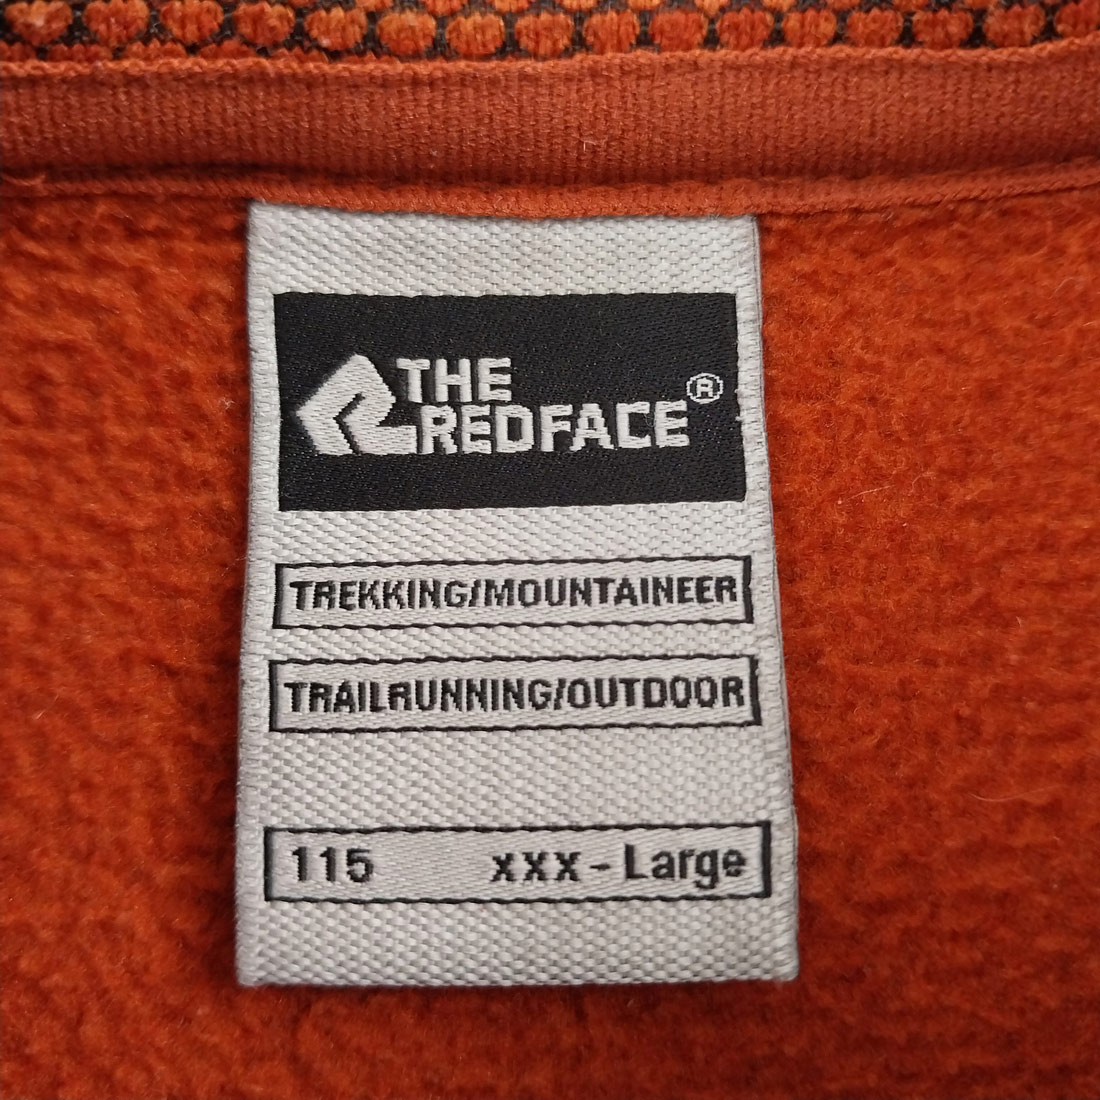 THE
REDFACE®
TREKKING/MOUNTAINEER
TRAILRUNNING/OUTDOOR
115 xxx-Large